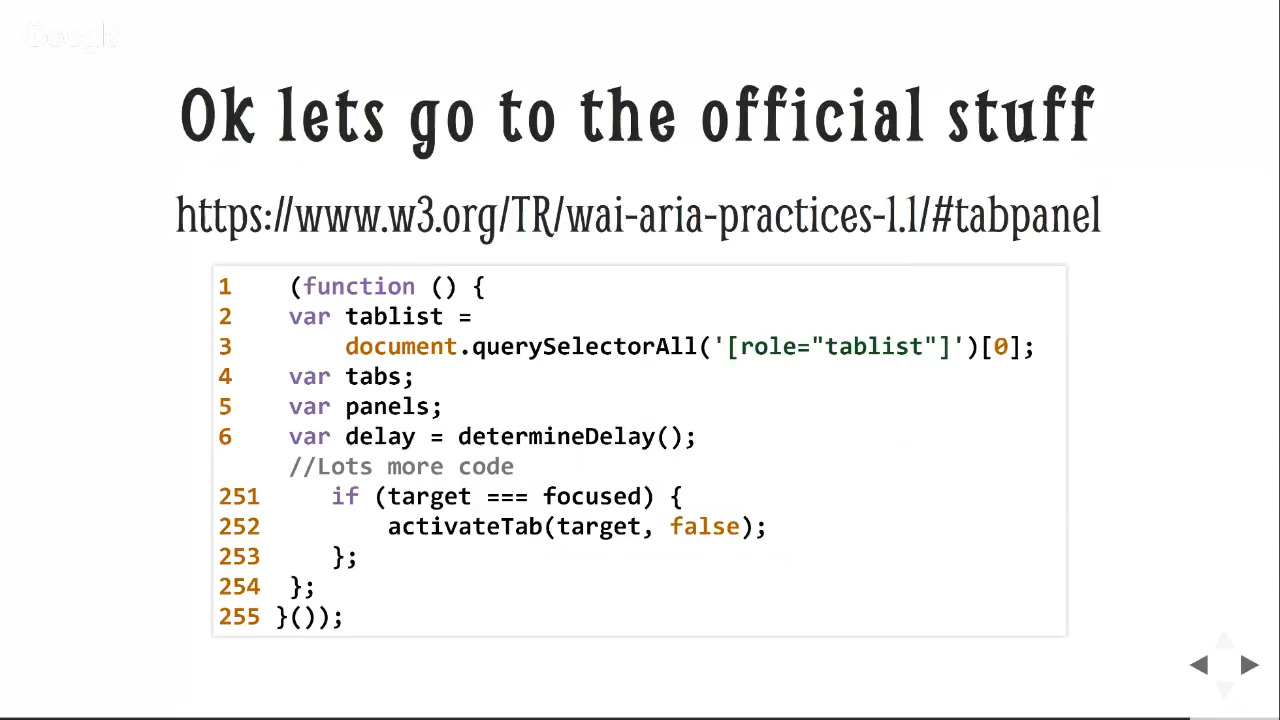 Google
Ok lets go to the official stuff
https://www.w3.org/TR/wai-aria-practices-1.1/#tabpanel
1 (function () {
2 var tablist =
3 document.querySelectorAll('[role="tablist"]')[0];
4 var tabs;
5 var panels;
6 var delay = determineDelay();
//Lots more code
251 if (target === focused) {
252 activateTab(target, false);
253 };
254 };
255 }());